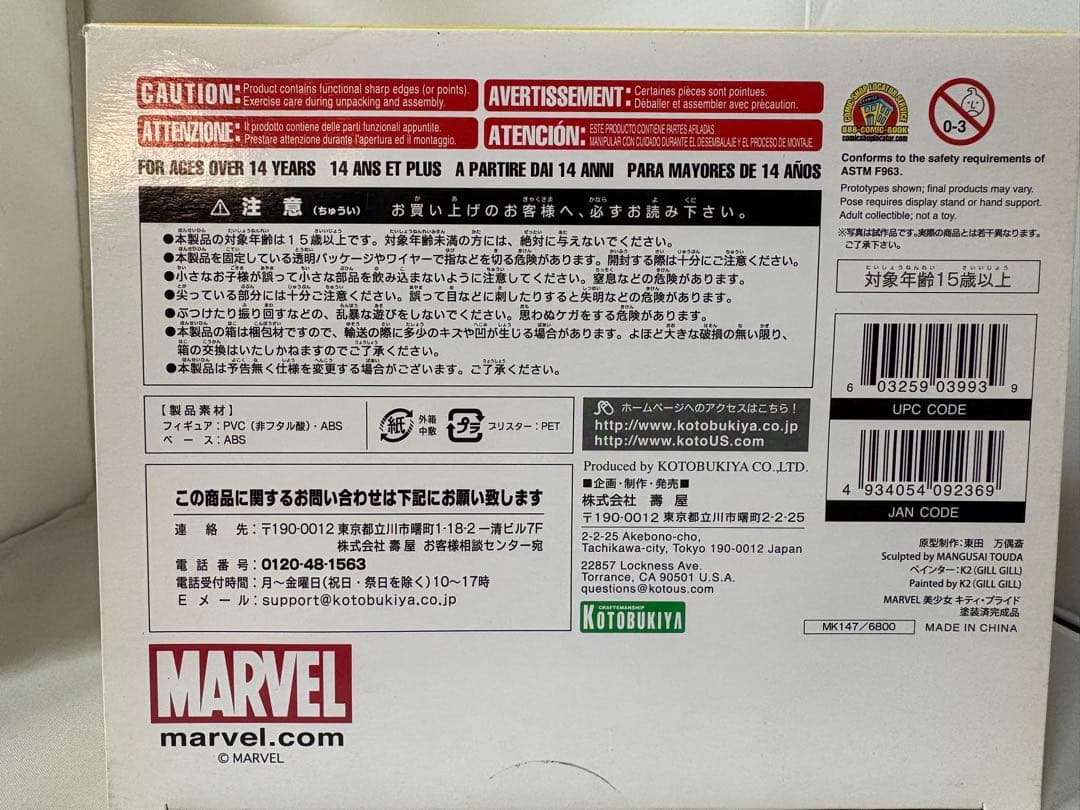 CAUTION: Product contains functional sharp edges (or points).
Exercise care during unpacking and assembly.
AVERTISSEMENT: Certaines pièces sont pointues.
Déballer et assembler avec précaution.
ATTENZIONE: Il prodotto contiene delle parti funzionali appuntite.
Prestare attenzione durante l'apertura ed il montaggio.
ATENCIÓN: ESTE PRODUCTO CONTIENE PARTES AFILADAS.
MANIPULAR CON CUIDADO DURANTE EL DESEMBALAJE Y EL PROCESO DE MONTAJE.
FOR AGES OVER 14 YEARS 14 ANS ET PLUS A PARTIRE DAI 14 ANNI PARA MAYORES DE 14 AÑOS
注意(ちゅうい) お買い上げのお客様へ、必ずお読み下さい。
●本製品の対象年齢は15歳以上です。対象年齢未満の方には、絶対に与えないでください。
●本製品を固定している透明パッケージやワイヤーで指などを切る危険があります。開封する際は十分にご注意ください。
●小さなお子様が誤って小さな部品を飲み込まないように注意してください。窒息などの危険があります。
●尖っている部分には十分ご注意ください。誤って目などに刺したりすると失明などの危険があります。
●ぶつけたり振り回すなどの、乱暴な遊びをしないでください。思わぬケガをする危険があります。
●本製品の箱は梱包材ですので、輸送の際に多少のキズや凹が生じる場合があります。よほど大きな破損の無い限り、
箱の交換はいたしかねますのでご了承ください。
●本製品は予告無く仕様を変更する場合がございます。ご了承ください。
【製品素材】
フィギュア:PVC(非フタル酸)・ABS
ベース:ABS
紙 外箱
中敷
プラ ブリスター:PET
この商品に関するお問い合わせは下記にお願い致します
連絡先:〒190-0012 東京都立川市曙町1-18-2 一清ビル7F
株式会社 壽屋 お客様相談センター宛
電話番号:0120-48-1563
電話受付時間:月〜金曜日(祝日・祭日を除く)10〜17時
Eメール:support@kotobukiya.co.jp
ホームページへのアクセスはこちら!
http://www.kotobukiya.co.jp
http://www.kotoUS.com
Produced by KOTOBUKIYA CO.,LTD.
■企画・制作・発売■
株式会社 壽屋
〒190-0012 東京都立川市曙町2-2-25
2-2-25 Akebono-cho,
Tachikawa-city, Tokyo 190-0012 Japan
22857 Lockness Ave.
Torrance, CA 90501 U.S.A.
questions@kotous.com
CRAFTSMANSHIP
KOTOBUKIYA
COMIC SHOP LOCATOR SERVICE
888-COMIC-BOOK
comicshoplocator.com
0-3
Conforms to the safety requirements of
ASTM F963.
Prototypes shown; final products may vary.
Pose requires display stand or hand support.
Adult collectible; not a toy.
※写真は試作品です。実際の商品とは若干異なります。
ご了承下さい。
たいしょうねんれい さいいじょう
対象年齢15歳以上
6 03259 03993 9
UPC CODE
4 934054 092369
JAN CODE
原型制作:東田 万偶斎
Sculpted by MANGUSAI TOUDA
ペインター:K2(GILL GILL)
Painted by K2(GILL GILL)
MARVEL 美少女 キティ・プライド
塗装済完成品
MK147/6800 MADE IN CHINA
MARVEL
marvel.com
© MARVEL